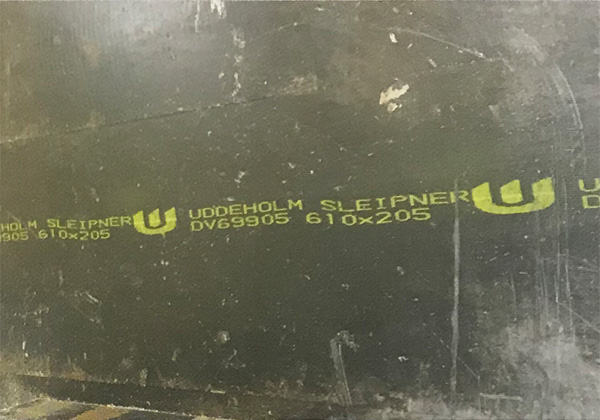 HOLM SLEIPNER UDDEHOLM SLEIPNER U
905 610x205 DV69905 610x205 D